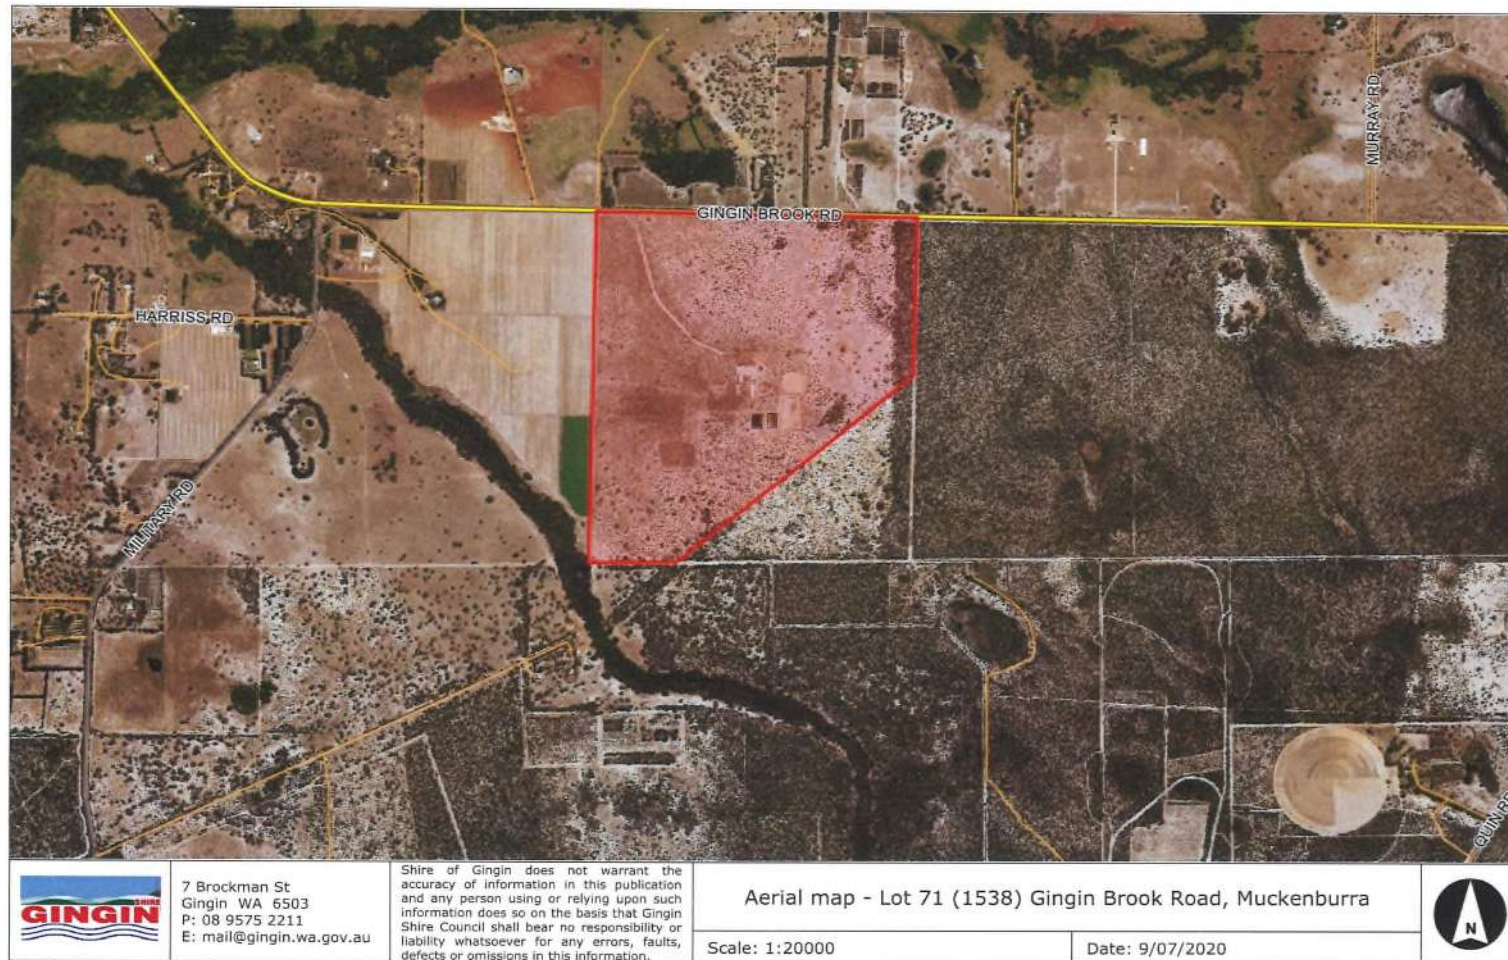 MURRAY RD
GINGIN BROOK RD
HARRISS RD
MILITARY RD
QUIN RD
SHIRE
GINGIN
7 Brockman St
Gingin WA 6503
P: 08 9575 2211
E: mail@gingin.wa.gov.au
Shire of Gingin does not warrant the
accuracy of information in this publication
and any person using or relying upon such
information does so on the basis that Gingin
Shire Council shall bear no responsibility or
liability whatsoever for any errors, faults,
defects or omissions in this information.
Aerial map - Lot 71 (1538) Gingin Brook Road, Muckenburra
Scale: 1:20000
Date: 9/07/2020
N